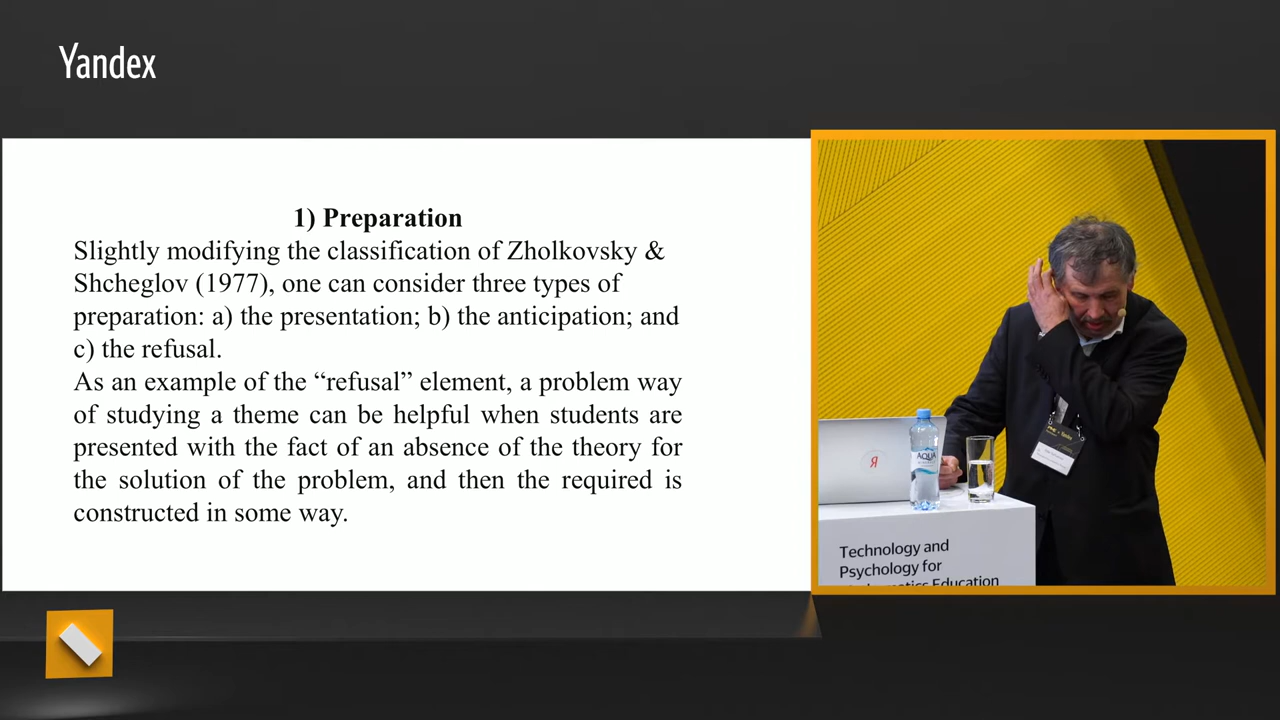 Yandex
1) Preparation
Slightly modifying the classification of Zholkovsky &
Shcheglov (1977), one can consider three types of
preparation: a) the presentation; b) the anticipation; and
c) the refusal.
As an example of the “refusal” element, a problem way
of studying a theme can be helpful when students are
presented with the fact of an absence of the theory for
the solution of the problem, and then the required is
constructed in some way.
Я
AQUA
Technology and
Psychology for
Education